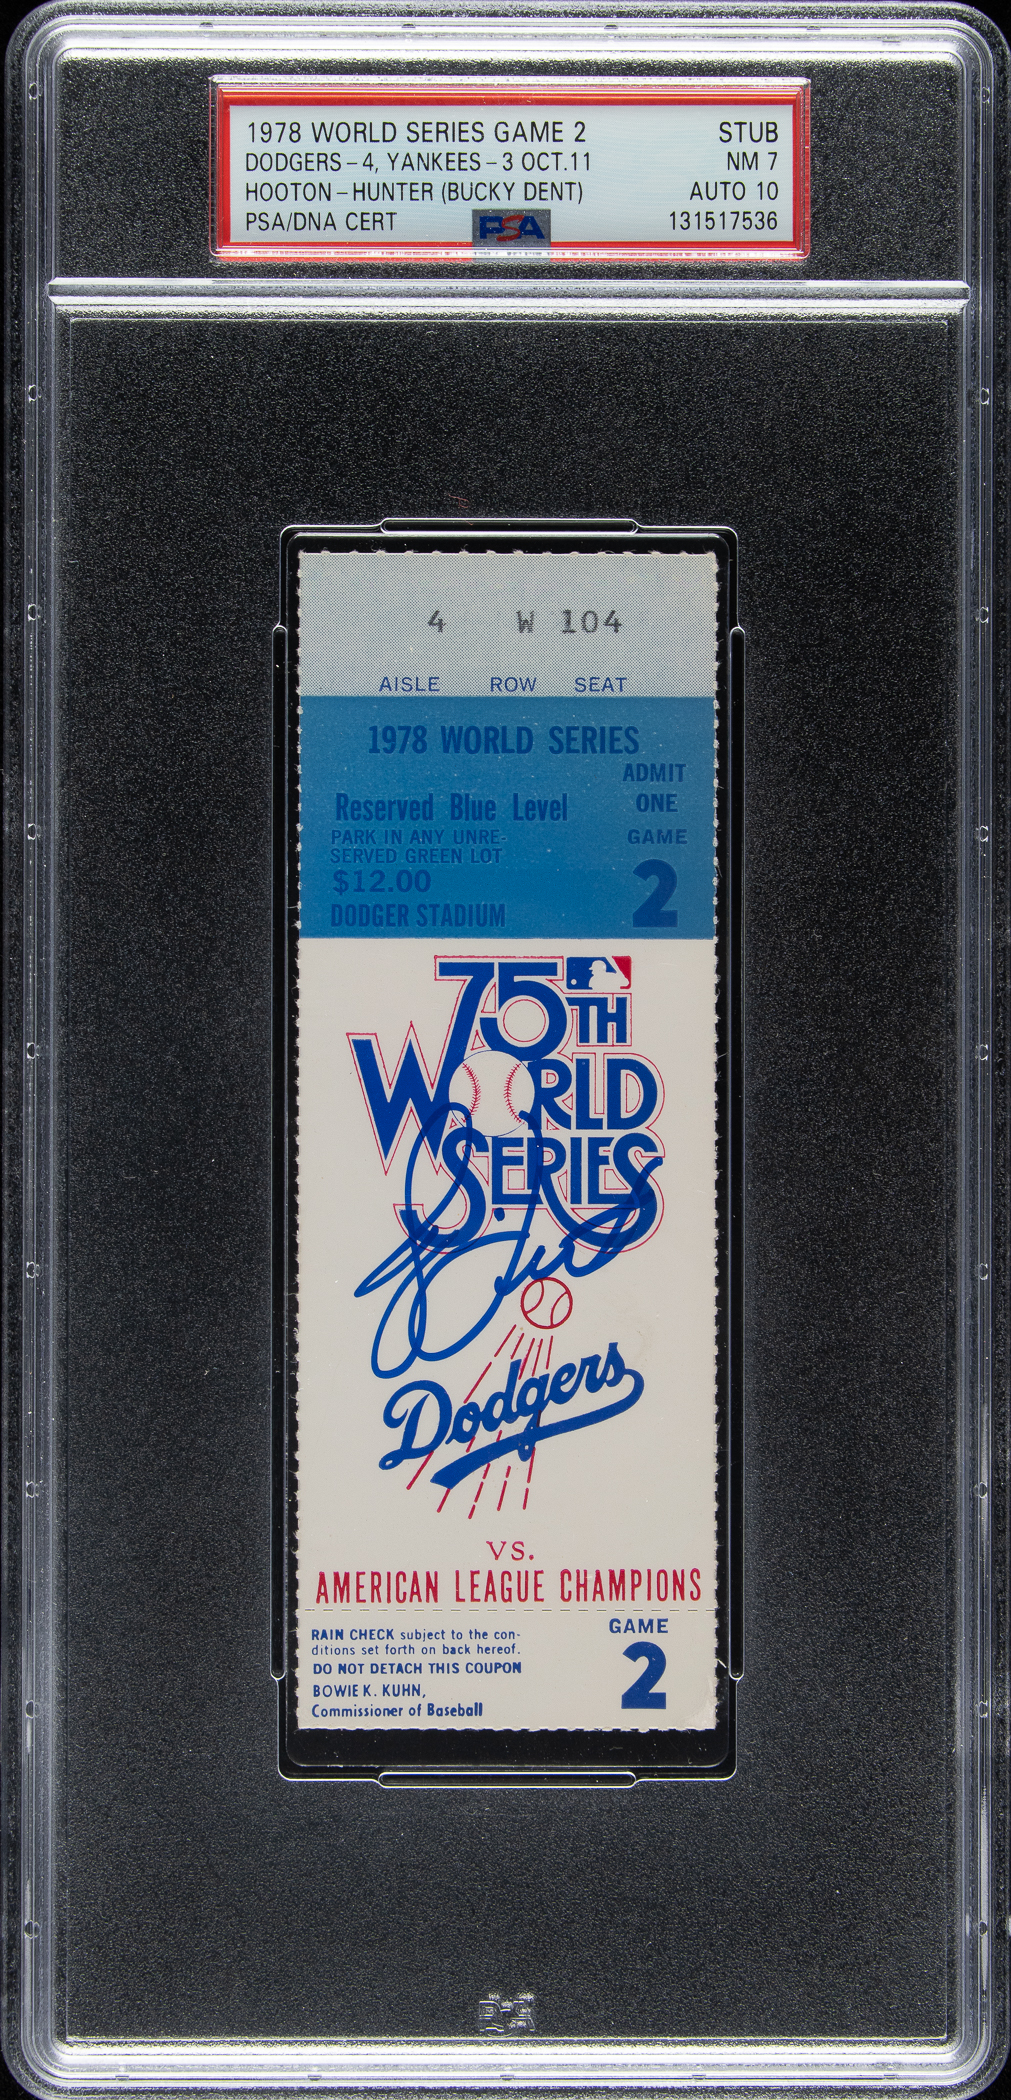 1978 WORLD SERIES GAME 2 STUB
DODGERS-4, YANKEES-3 OCT.11 NM 7
HOOTON-HUNTER (BUCKY DENT) AUTO 10
PSA/DNA CERT PSA 131517536
4 W 104
AISLE ROW SEAT
1978 WORLD SERIES
ADMIT
ONE
Reserved Blue Level
PARK IN ANY UNRE-
SERVED GREEN LOT
$12.00
DODGER STADIUM
GAME
2
75TH
WORLD
SERIES
Dodgers
VS.
AMERICAN LEAGUE CHAMPIONS
RAIN CHECK subject to the con-
ditions set forth on back hereof.
DO NOT DETACH THIS COUPON
BOWIE K. KUHN,
Commissioner of Baseball
GAME
2
PSA